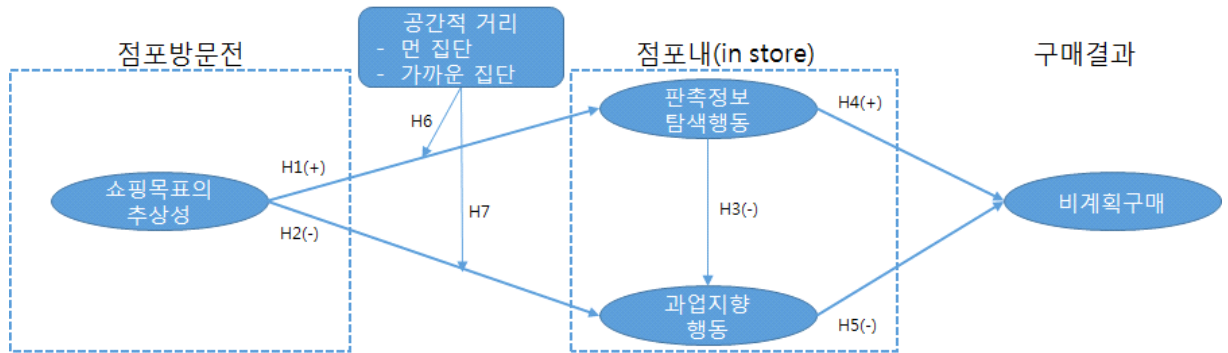 공간적 거리
- 먼 집단
- 가까운 집단
점포방문전
점포내(in store)
구매결과
판촉정보
탐색행동
H4(+)
H6
H1(+)
쇼핑목표의
추상성
H7
H3(-)
비계획구매
H2(-)
과업지향
행동
H5(-)